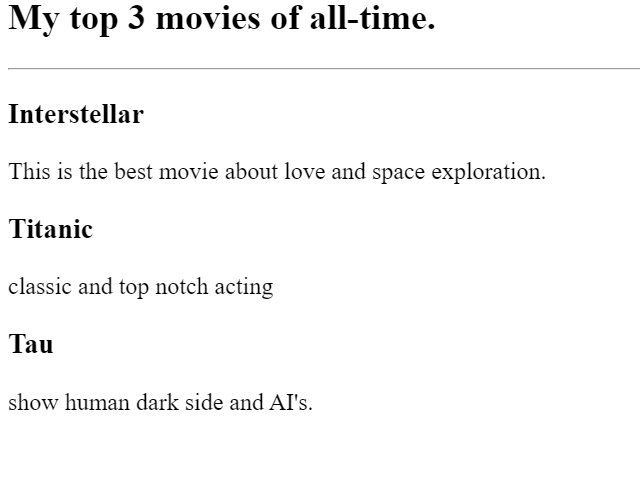 My top 3 movies of all-time.
Interstellar
This is the best movie about love and space exploration.
Titanic
classic and top notch acting
Tau
show human dark side and AI's.